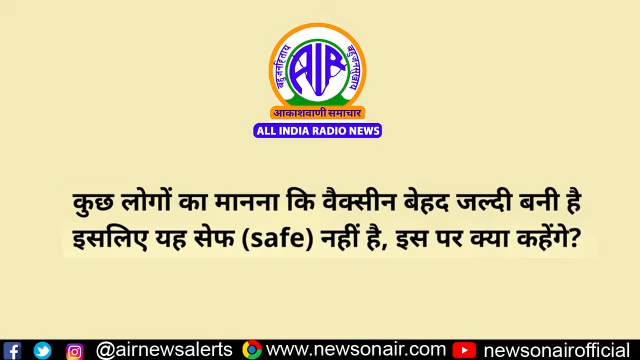 बहुजनहिताय
बहुजनसुखाय
AIR
आकाशवाणी समाचार
ALL INDIA RADIO NEWS
कुछ लोगों का मानना कि वैक्सीन बेहद जल्दी बनी है
इसलिए यह सेफ (safe) नहीं है, इस पर क्या कहेंगे?
@airnewsalerts www.newsonair.com newsonairofficial